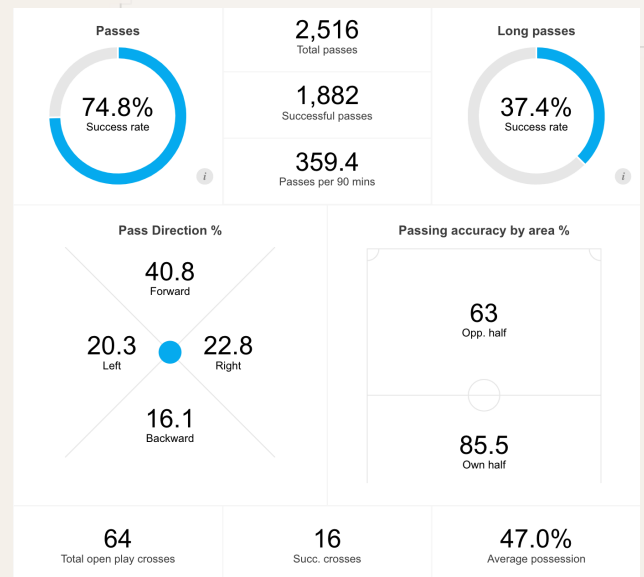 Passes
74.8%
Success rate
i
2,516
Total passes
1,882
Successful passes
359.4
Passes per 90 mins
Long passes
37.4%
Success rate
i
Pass Direction %
40.8
Forward
20.3
Left
22.8
Right
16.1
Backward
Passing accuracy by area %
63
Opp. half
85.5
Own half
64
Total open play crosses
16
Succ. crosses
47.0%
Average possession